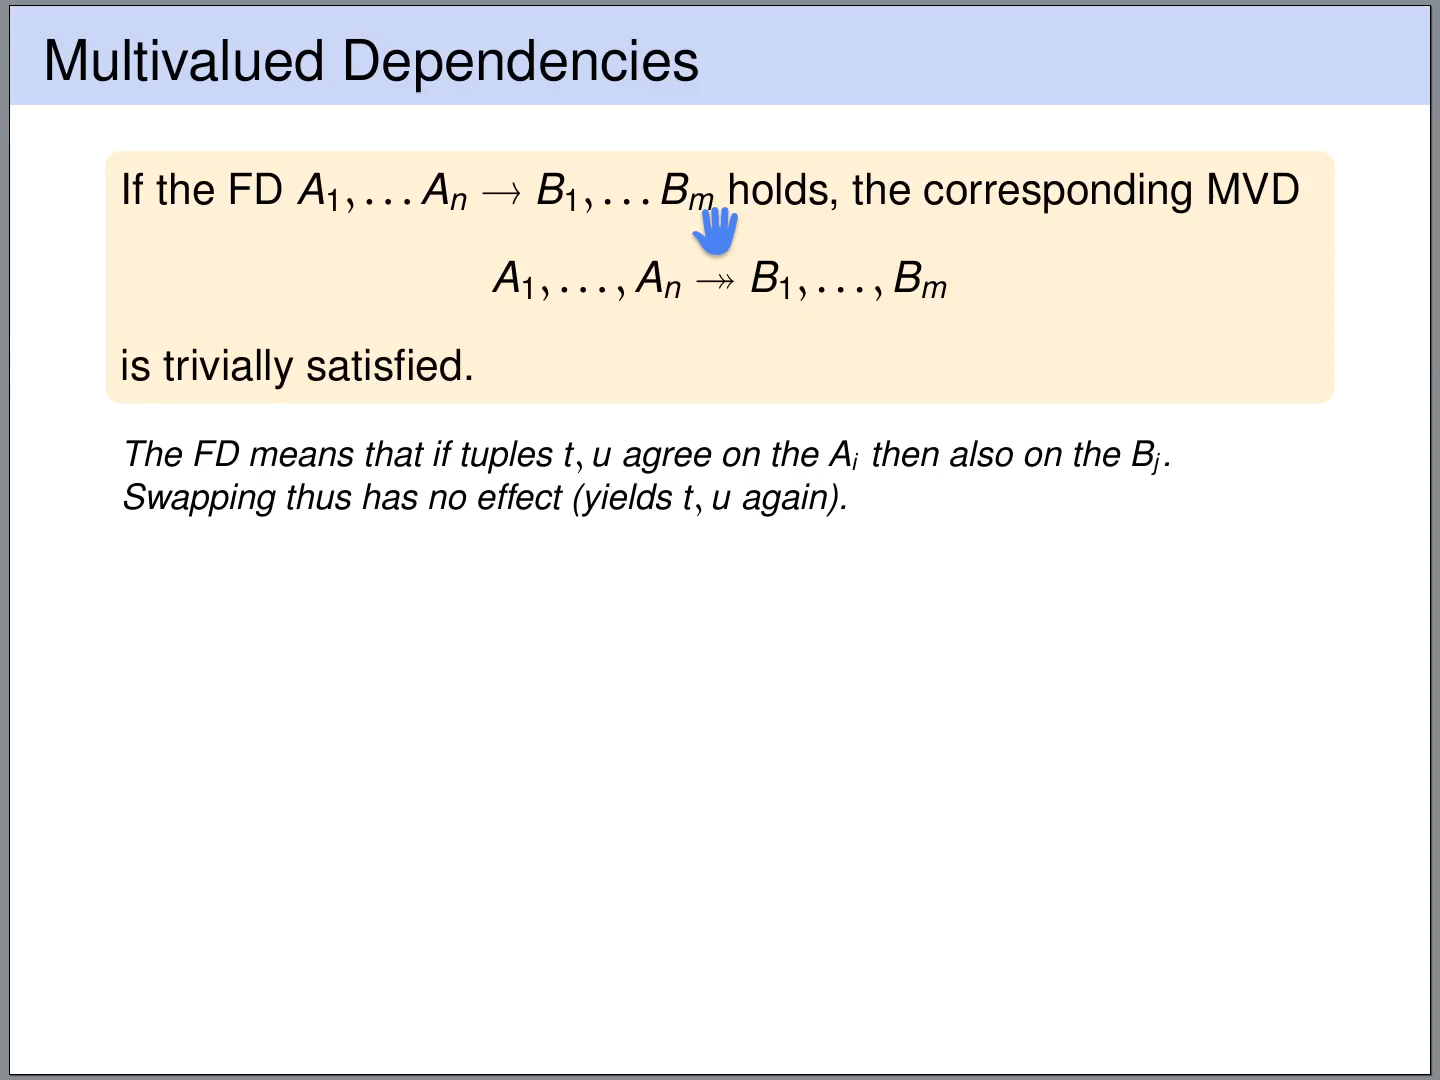 Multivalued Dependencies
If the FD A₁, … Aₙ → B₁, … Bₘ holds, the corresponding MVD
A₁, …, Aₙ ↠ B₁, …, Bₘ
is trivially satisfied.
The FD means that if tuples t, u agree on the Aᵢ then also on the Bⱼ.
Swapping thus has no effect (yields t, u again).